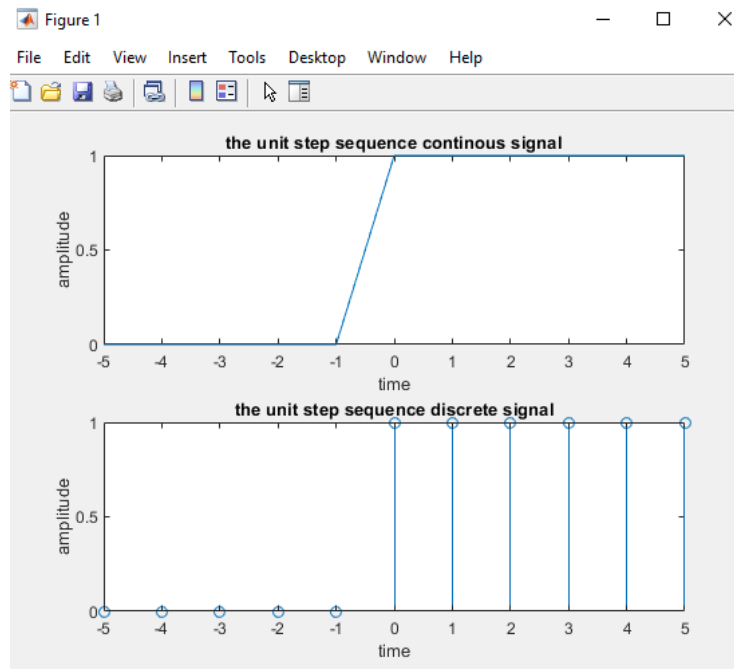 Figure 1
File Edit View Insert Tools Desktop Window Help
the unit step sequence continous signal
1
0.5
0
amplitude
-5 -4 -3 -2 -1 0 1 2 3 4 5
time
the unit step sequence discrete signal
1
0.5
0
amplitude
-5 -4 -3 -2 -1 0 1 2 3 4 5
time